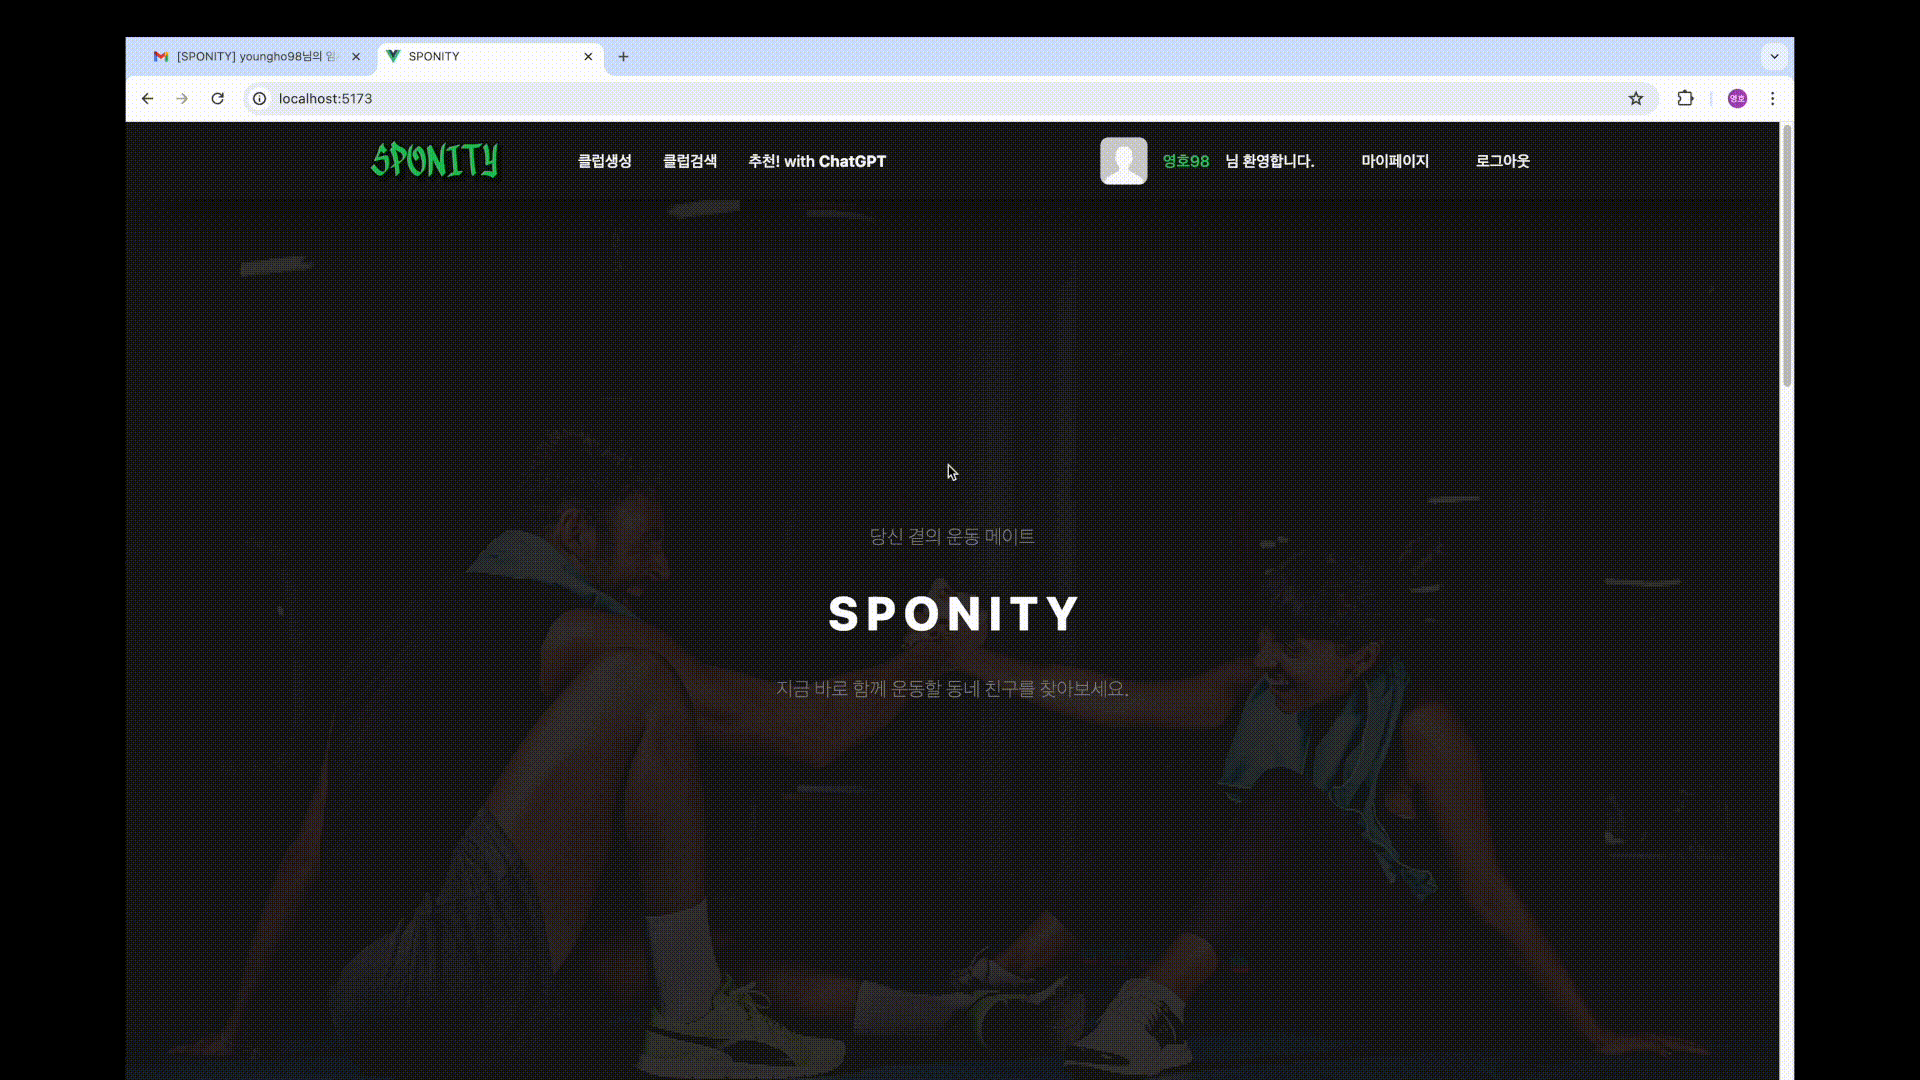 [SPONITY] youngho98님의 임
SPONITY
localhost:5173
영호
SPONITY
클럽생성
클럽검색
추천! with ChatGPT
영호98 님 환영합니다.
마이페이지
로그아웃
당신 곁의 운동 메이트
SPONITY
지금 바로 함께 운동할 동네 친구를 찾아보세요.